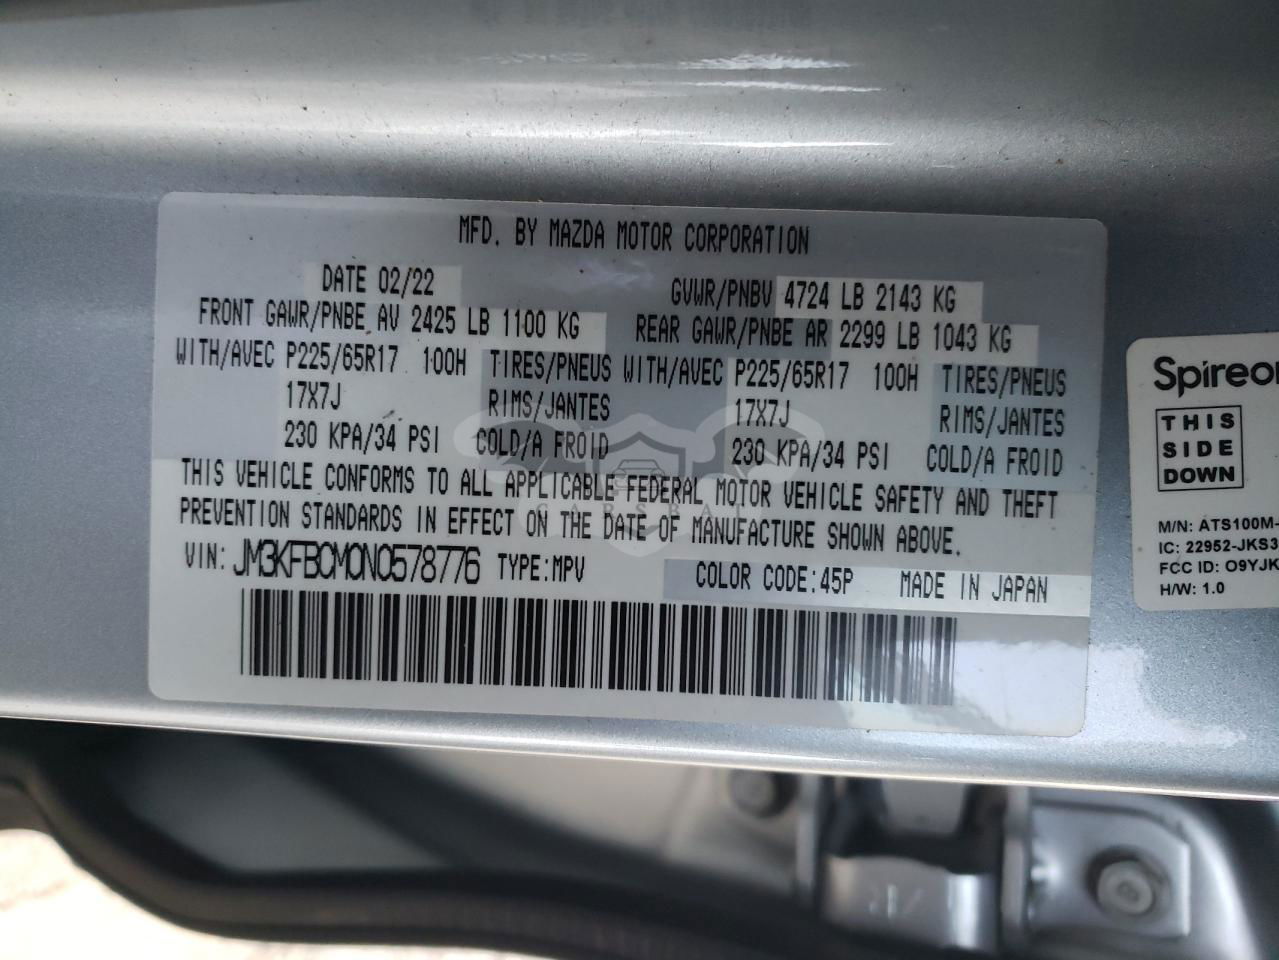 MFD. BY MAZDA MOTOR CORPORATION
DATE 02/22 GVWR/PNBV 4724 LB 2143 KG
FRONT GAWR/PNBE AV 2425 LB 1100 KG REAR GAWR/PNBE AR 2299 LB 1043 KG
WITH/AVEC P225/65R17 100H TIRES/PNEUS WITH/AVEC P225/65R17 100H TIRES/PNEUS
17X7J RIMS/JANTES 17X7J RIMS/JANTES
230 KPA/34 PSI COLD/A FROID 230 KPA/34 PSI COLD/A FROID
THIS VEHICLE CONFORMS TO ALL APPLICABLE FEDERAL MOTOR VEHICLE SAFETY AND THEFT
PREVENTION STANDARDS IN EFFECT ON THE DATE OF MANUFACTURE SHOWN ABOVE.
VIN: JM3KFBCM0N0578776 TYPE:MPV COLOR CODE:45P MADE IN JAPAN
CARSBAT
THIS
SIDE
DOWN
M/N: ATS100M-
IC: 22952-JKS3
FCC ID: O9YJK
H/W: 1.0